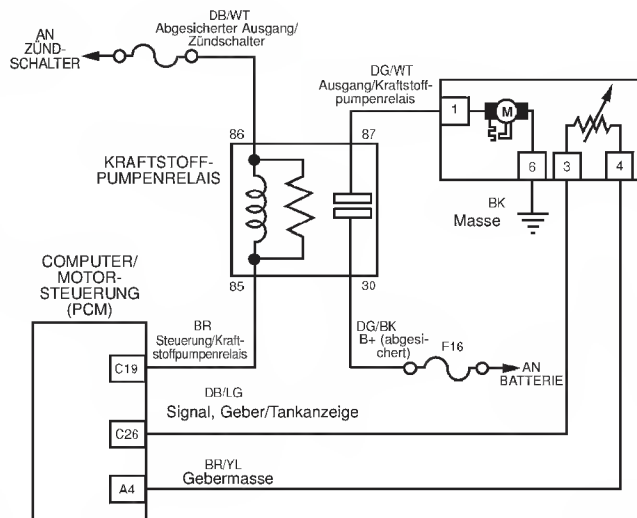 DB/WT
Abgesicherter Ausgang/
Zündschalter
AN
ZÜND-
SCHALTER
DG/WT
Ausgang/Kraftstoff-
pumpenrelais
1
M
86
87
6
3
4
KRAFTSTOFF-
PUMPENRELAIS
BK
Masse
COMPUTER/
MOTOR-
STEUERUNG
(PCM)
85
30
BR
Steuerung/Kraft-
stoffpumpenrelais
DG/BK
B+ (abgesi-
chert)
F16
AN
BATTERIE
C19
DB/LG
Signal, Geber/Tankanzeige
C26
BR/YL
Gebermasse
A4